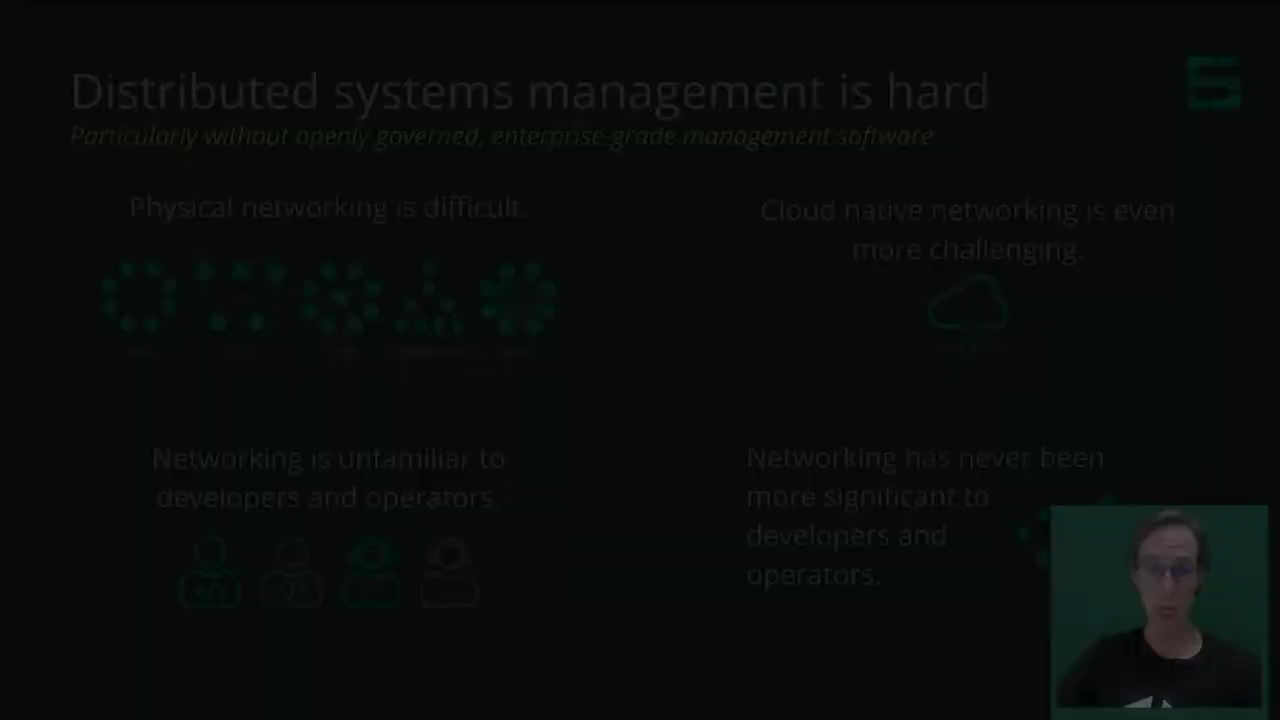 Distributed systems management is hard
Particularly without openly governed, enterprise-grade management software
Physical networking is difficult.
Cloud native networking is even
more challenging.
Networking is unfamiliar to
developers and operators.
Networking has never been
more significant to
developers and
operators.